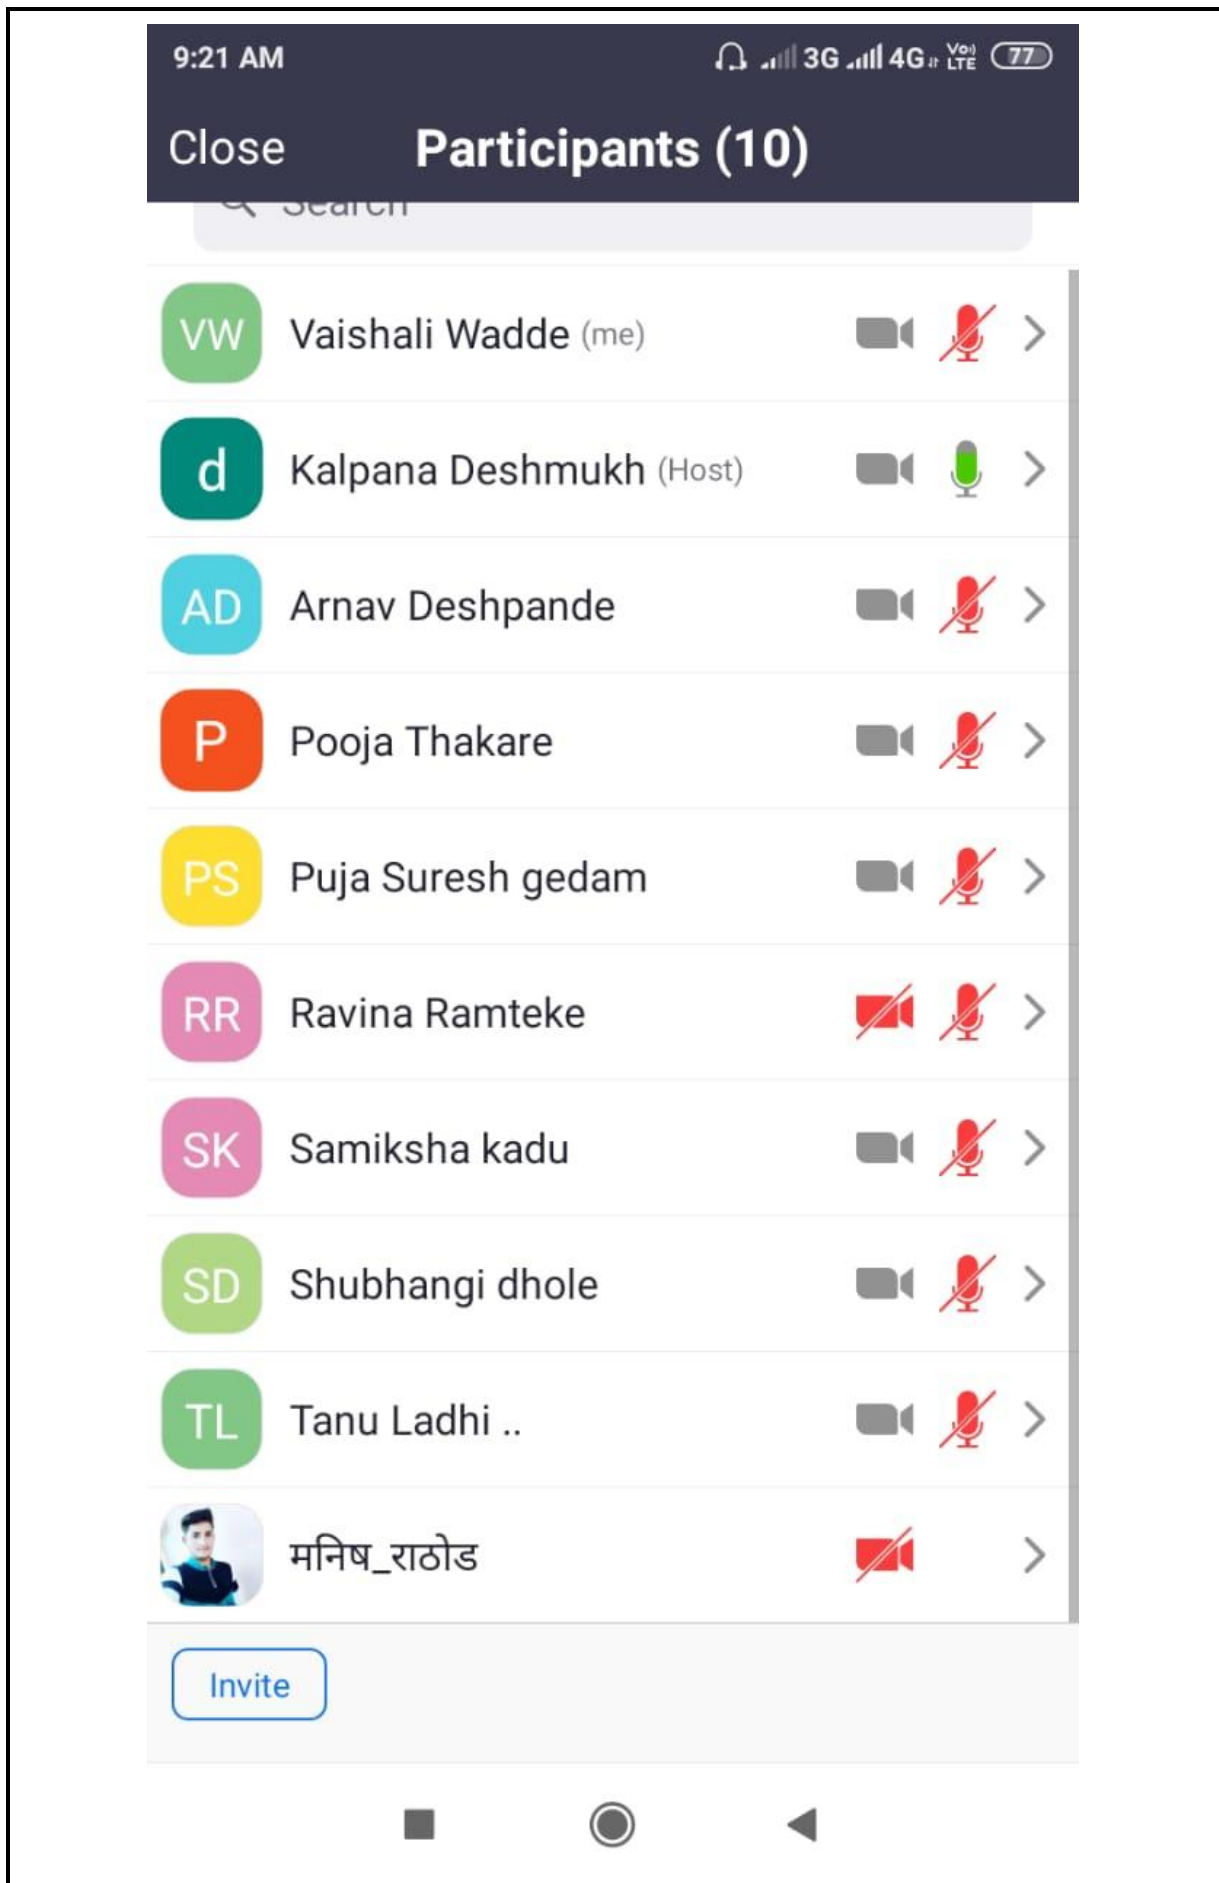 9:21 AM 3G 4G Vo LTE 77
Close Participants (10)
Search
VW Vaishali Wadde (me)
d Kalpana Deshmukh (Host)
AD Arnav Deshpande
P Pooja Thakare
PS Puja Suresh gedam
RR Ravina Ramteke
SK Samiksha kadu
SD Shubhangi dhole
TL Tanu Ladhi ..
मनिष_राठोड
Invite